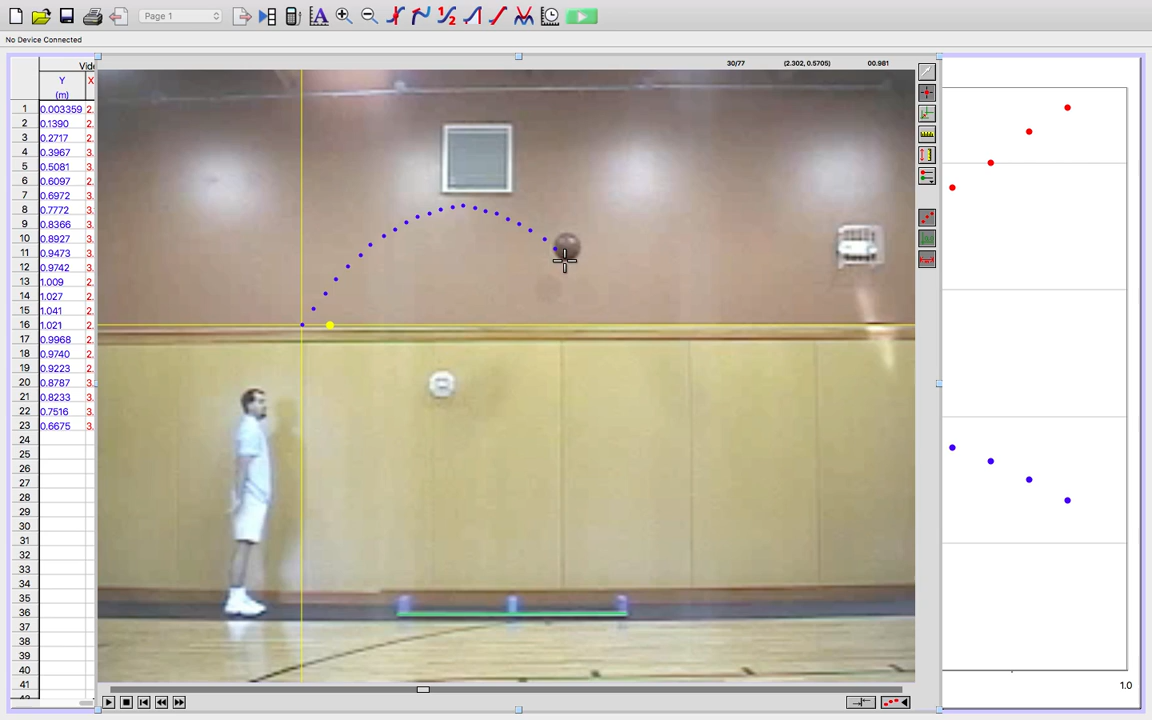 Page 1
No Device Connected
Vide
30/77 (2.302, 0.5705) 00.981
Y X
(m)
1 0.003359 2.
2 0.1390 2.
3 0.2717 2.
4 0.3967 3.
5 0.5081 3.
6 0.6097 2.
7 0.6972 3.
8 0.7772 3.
9 0.8366 3.
10 0.8927 3.
11 0.9473 3.
12 0.9742 3.
13 1.009 2.
14 1.027 2.
15 1.041 2.
16 1.021 2.
17 0.9968 2.
18 0.9740 2.
19 0.9223 2.
20 0.8787 3.
21 0.8233 3.
22 0.7516 3.
23 0.6675 3.
24
25
26
27
28
29
30
31
32
33
34
35
36
37
38
39
40
41
1.0